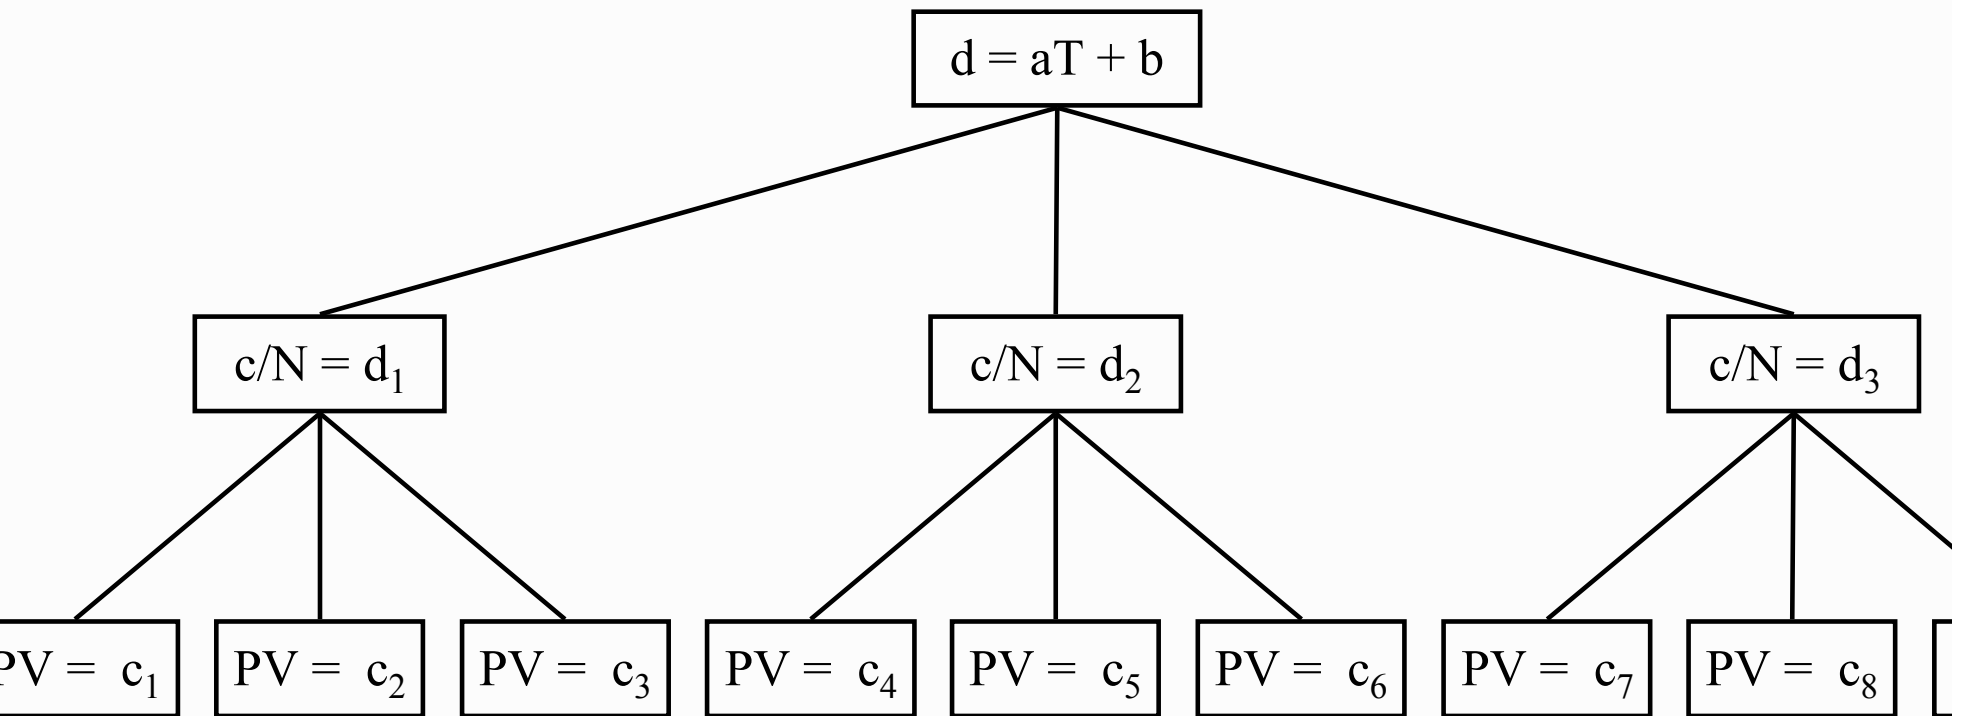 d = aT + b
c/N = d₁
c/N = d₂
c/N = d₃
PV = c₁
PV = c₂
PV = c₃
PV = c₄
PV = c₅
PV = c₆
PV = c₇
PV = c₈